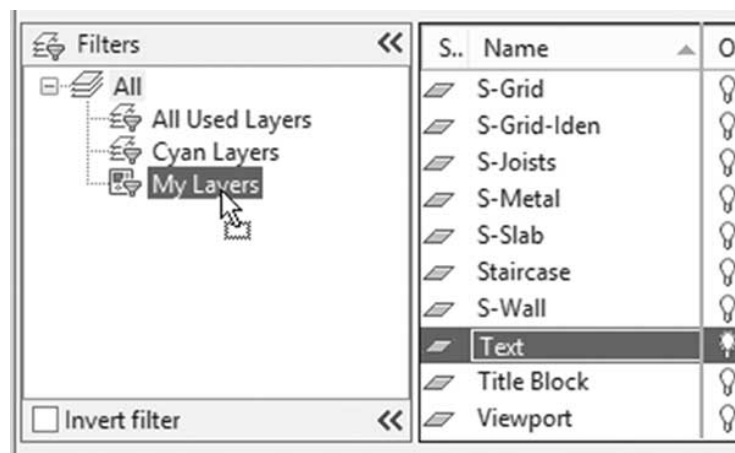 Filters
All
All Used Layers
Cyan Layers
My Layers
Invert filter
S.. Name O
S-Grid
S-Grid-Iden
S-Joists
S-Metal
S-Slab
Staircase
S-Wall
Text
Title Block
Viewport